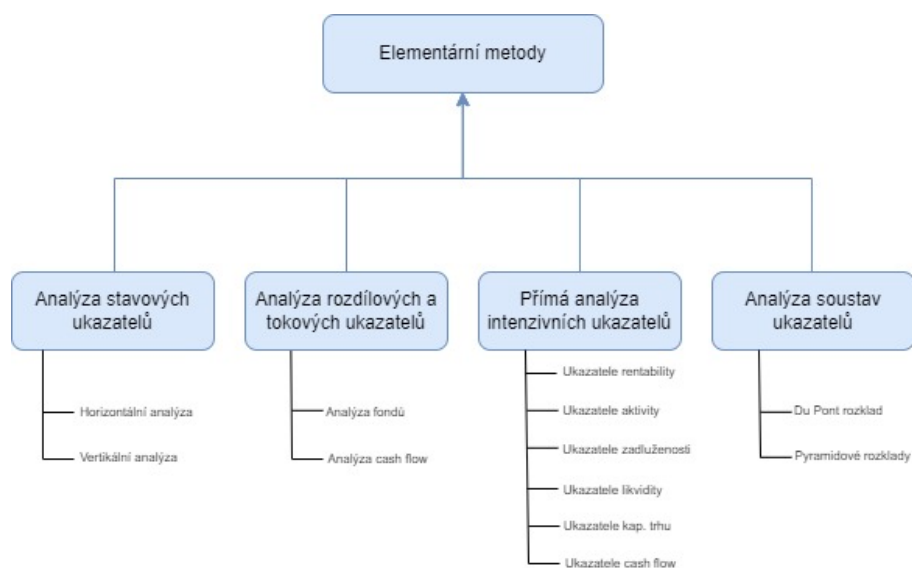 Elementární metody
Analýza stavových
ukazatelů
Horizontální analýza
Vertikální analýza
Analýza rozdílových a
tokových ukazatelů
Analýza fondů
Analýza cash flow
Přímá analýza
intenzivních ukazatelů
Ukazatele rentability
Ukazatele aktivity
Ukazatele zadluženosti
Ukazatele likvidity
Ukazatele kap. trhu
Ukazatele cash flow
Analýza soustav
ukazatelů
Du Pont rozklad
Pyramidové rozklady